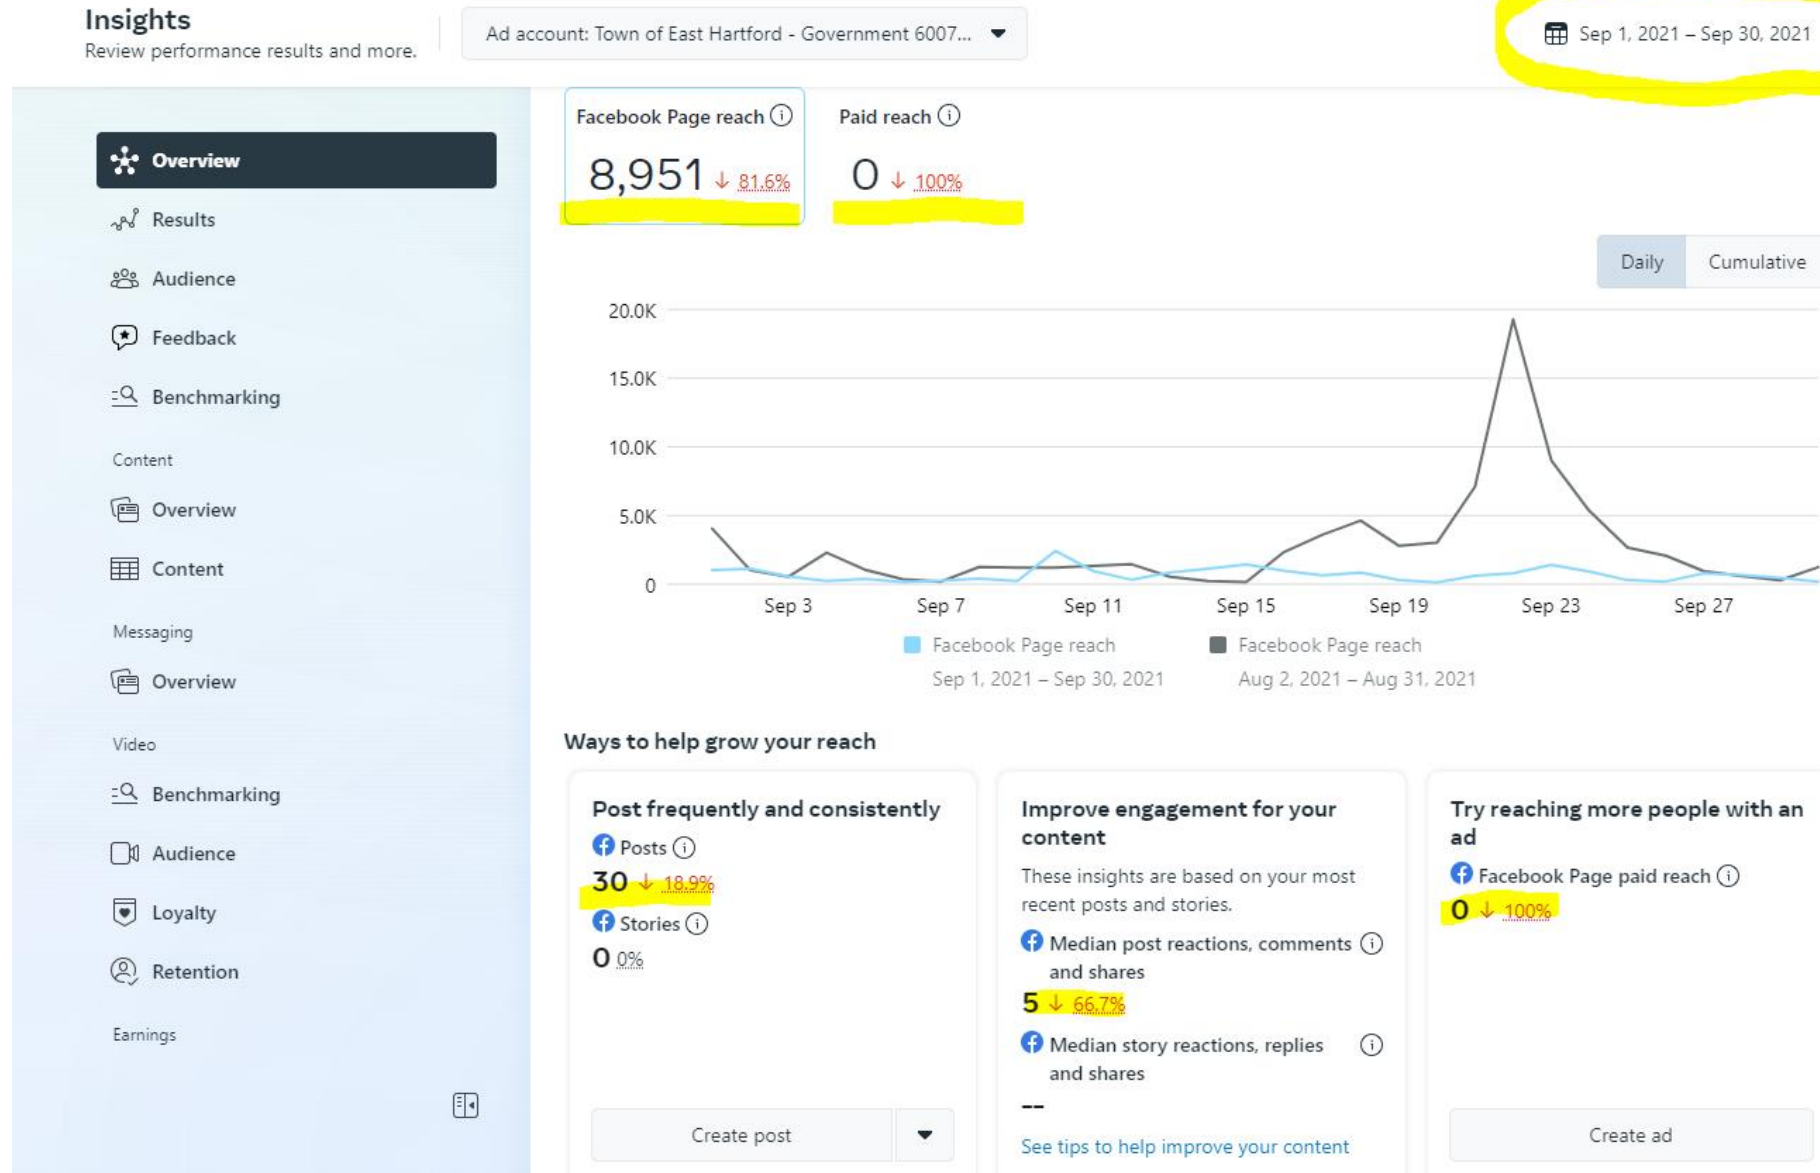 Insights
Review performance results and more.
Ad account: Town of East Hartford - Government 6007...
Sep 1, 2021 – Sep 30, 2021
Overview
Results
Audience
Feedback
Benchmarking
Content
Overview
Content
Messaging
Overview
Video
Benchmarking
Audience
Loyalty
Retention
Earnings
Facebook Page reach
8,951 ↓ 81.6%
Paid reach
0 ↓ 100%
Daily
Cumulative
20.0K
15.0K
10.0K
5.0K
0
Sep 3 Sep 7 Sep 11 Sep 15 Sep 19 Sep 23 Sep 27
Facebook Page reach
Sep 1, 2021 – Sep 30, 2021
Facebook Page reach
Aug 2, 2021 – Aug 31, 2021
Ways to help grow your reach
Post frequently and consistently
Posts
30 ↓ 18.9%
Stories
0 0%
Create post
Improve engagement for your
content
These insights are based on your most
recent posts and stories.
Median post reactions, comments
and shares
5 ↓ 66.7%
Median story reactions, replies
and shares
--
See tips to help improve your content
Try reaching more people with an
ad
Facebook Page paid reach
0 ↓ 100%
Create ad